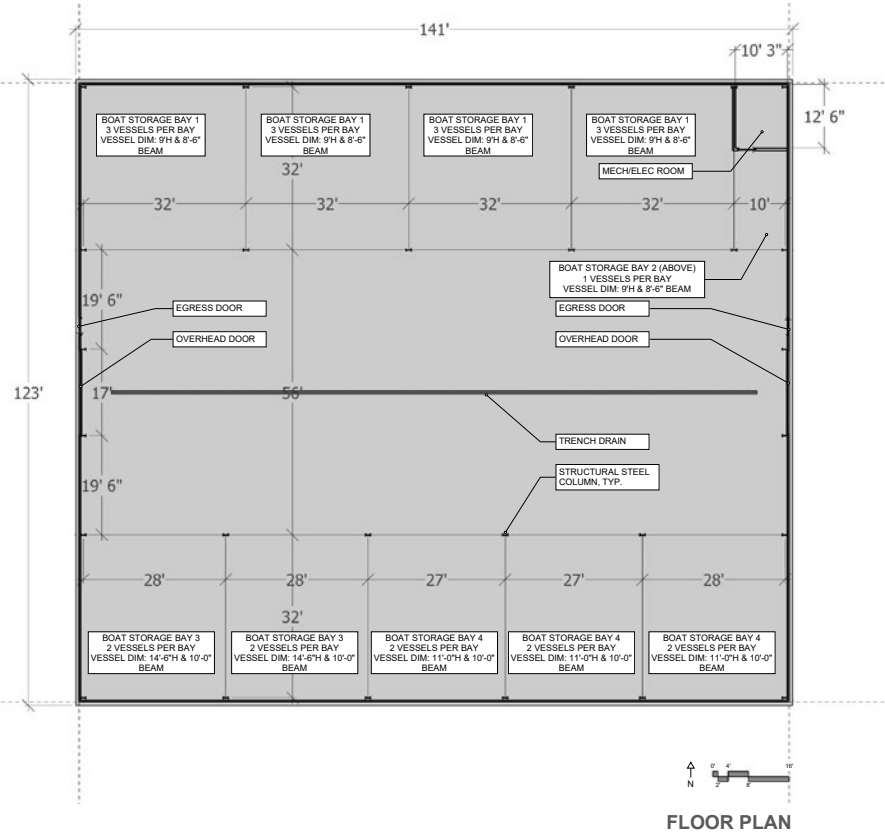 141'
10' 3"
12' 6"
BOAT STORAGE BAY 1
3 VESSELS PER BAY
VESSEL DIM: 9'H & 8'-6"
BEAM
BOAT STORAGE BAY 1
3 VESSELS PER BAY
VESSEL DIM: 9'H & 8'-6"
BEAM
BOAT STORAGE BAY 1
3 VESSELS PER BAY
VESSEL DIM: 9'H & 8'-6"
BEAM
BOAT STORAGE BAY 1
3 VESSELS PER BAY
VESSEL DIM: 9'H & 8'-6"
BEAM
32'
MECH/ELEC ROOM
32'
32'
32'
32'
10'
BOAT STORAGE BAY 2 (ABOVE)
1 VESSELS PER BAY
VESSEL DIM: 9'H & 8'-6" BEAM
19' 6"
EGRESS DOOR
EGRESS DOOR
OVERHEAD DOOR
OVERHEAD DOOR
123'
17'
56'
TRENCH DRAIN
STRUCTURAL STEEL
COLUMN, TYP.
19' 6"
28'
28'
27'
27'
28'
32'
BOAT STORAGE BAY 3
2 VESSELS PER BAY
VESSEL DIM: 14'-6"H & 10'-0"
BEAM
BOAT STORAGE BAY 3
2 VESSELS PER BAY
VESSEL DIM: 14'-6"H & 10'-0"
BEAM
BOAT STORAGE BAY 4
2 VESSELS PER BAY
VESSEL DIM: 11'-0"H & 10'-0"
BEAM
BOAT STORAGE BAY 4
2 VESSELS PER BAY
VESSEL DIM: 11'-0"H & 10'-0"
BEAM
BOAT STORAGE BAY 4
2 VESSELS PER BAY
VESSEL DIM: 11'-0"H & 10'-0"
BEAM
N
0' 4' 16'
2' 8'
FLOOR PLAN